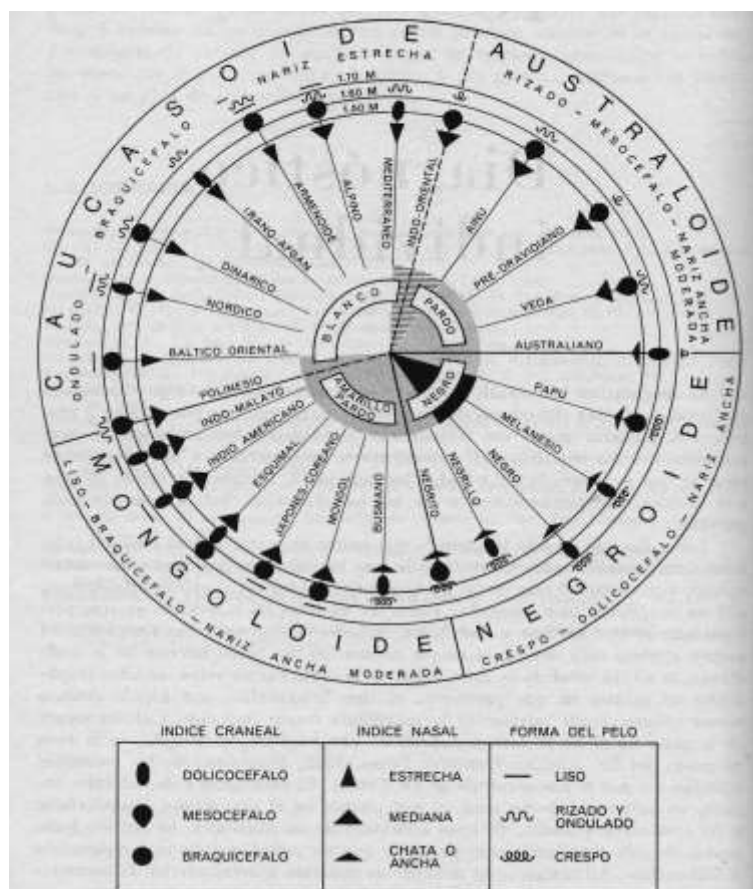 CAUCASOIDE
ONDULADO BRAQUICEFALO NARIZ ESTRECHA
AUSTRALOIDE
RIZADO – MESOCEFALO – NARIZ ANCHA MODERADA
NEGROIDE
CRESPO – DOLICOCEFALO – NARIZ ANCHA
MONGOLOIDE
LISO – BRAQUICEFALO – NARIZ ANCHA MODERADA
1.70 M
1.60 M
1.50 M
MEDITERRANEO
INDO-ORIENTAL
AINU
PRE-DRAVIDIANO
VEDA
AUSTRALIANO
PAPU
MELANESIO
NEGRO
NEGRILLO
NEGRITO
BUSMANO
MONGOL
JAPONES-COREANO
ESQUIMAL
INDIO AMERICANO
INDO-MALAYO
POLINESIO
BALTICO ORIENTAL
NORDICO
DINARICO
IRANO-AFGAN
ARMENOIDE
ALPINO
BLANCO
PARDO
NEGRO
AMARILLO PARDO
INDICE CRANEAL
DOLICOCEFALO
MESOCEFALO
BRAQUICEFALO
INDICE NASAL
ESTRECHA
MEDIANA
CHATA O
ANCHA
FORMA DEL PELO
LISO
RIZADO Y
ONDULADO
CRESPO